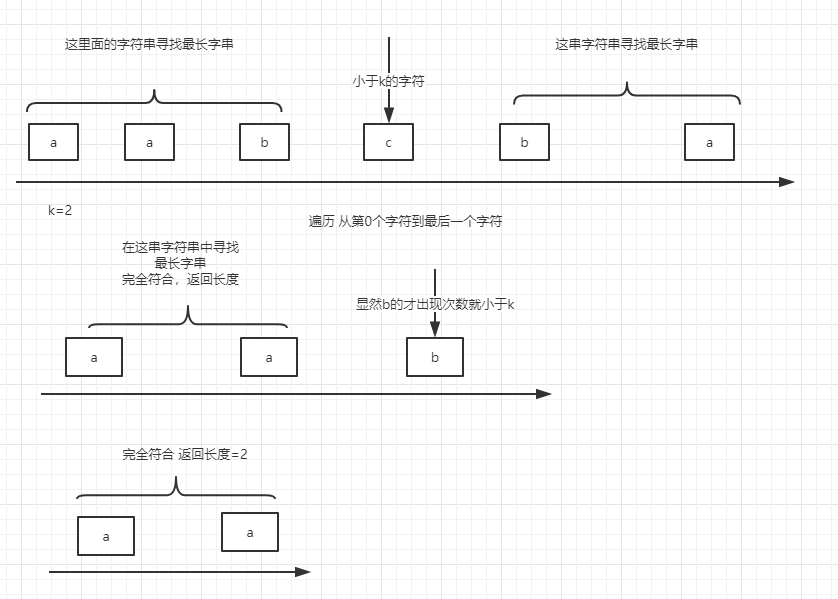 这里面的字符串寻找最长字串
这串字符串寻找最长字串
小于k的字符
a
a
b
c
b
a
k=2
遍历 从第0个字符到最后一个字符
在这串字符串中寻找
最长字串
完全符合，返回长度
显然b的才出现次数就小于k
a
a
b
完全符合 返回长度=2
a
a